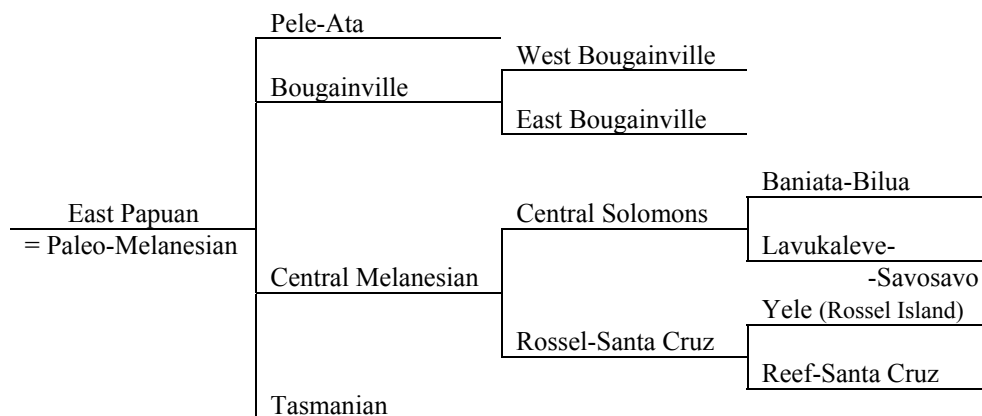 Pele-Ata
West Bougainville
Bougainville
East Bougainville
Baniata-Bilua
East Papuan
Central Solomons
= Paleo-Melanesian
Lavukaleve-
-Savosavo
Central Melanesian
Yele (Rossel Island)
Rossel-Santa Cruz
Reef-Santa Cruz
Tasmanian